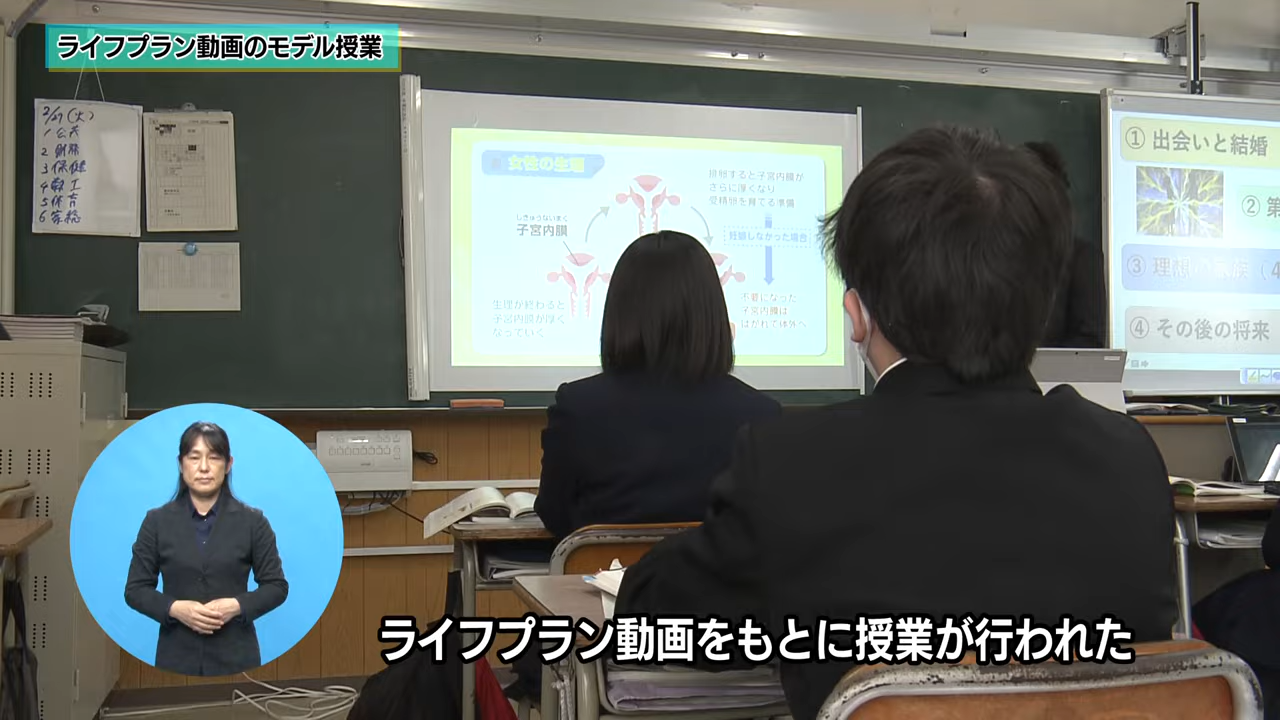 ライフプラン動画のモデル授業
2/27(火)
1 公共
3 保健
5 体育
女性の生理
排卵すると子宮内膜が
さらに厚くなり
受精卵を育てる準備
しきゅうないまく
子宮内膜
妊娠しなかった場合
不要になった
子宮内膜は
はがれて体外へ
生理が終わると
子宮内膜が厚く
なっていく
① 出会いと結婚
② 第
③ 理想の家族（4
④ その後の将来
ライフプラン動画をもとに授業が行われた